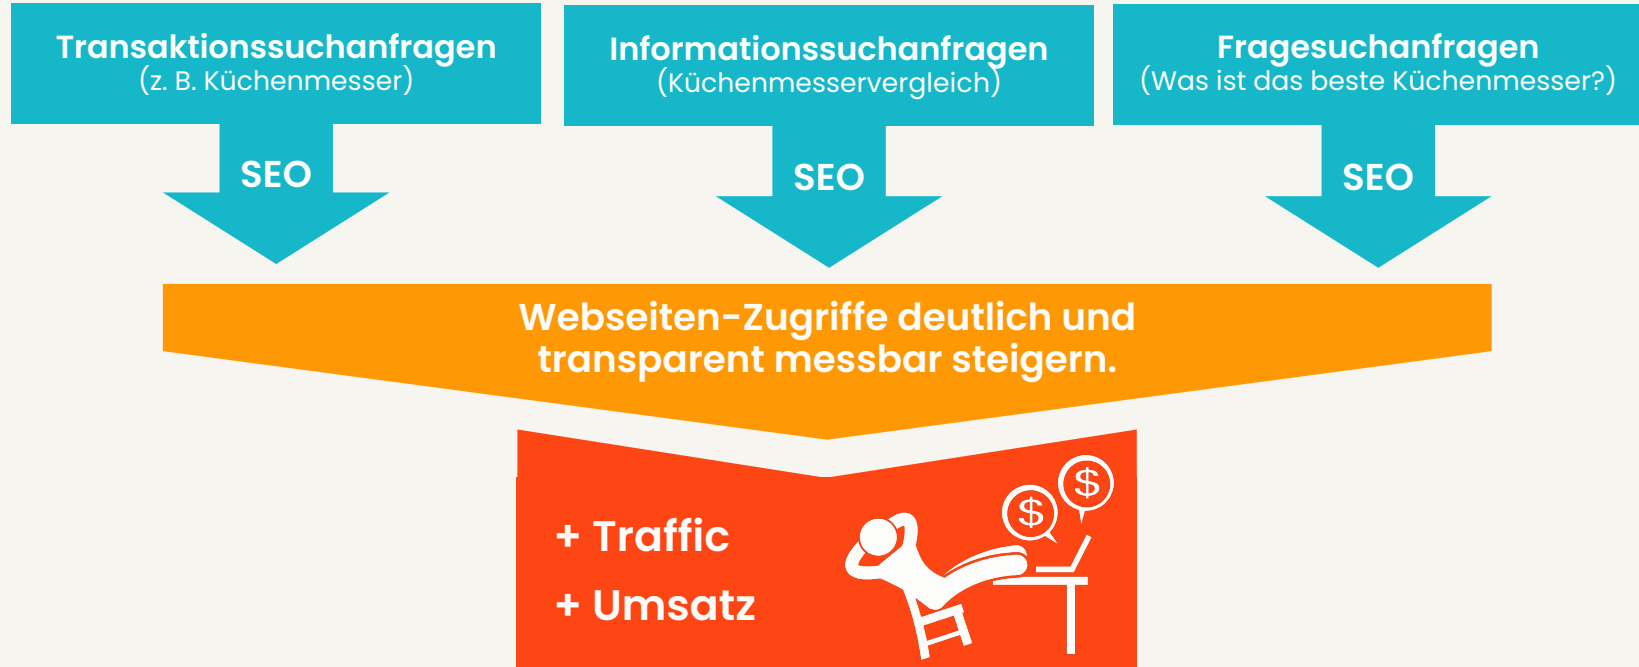 Transaktionssuchanfragen
(z. B. Küchenmesser)
Informationssuchanfragen
(Küchenmesservergleich)
Fragesuchanfragen
(Was ist das beste Küchenmesser?)
SEO
SEO
SEO
Webseiten-Zugriffe deutlich und
transparent messbar steigern.
+ Traffic
+ Umsatz
$
$